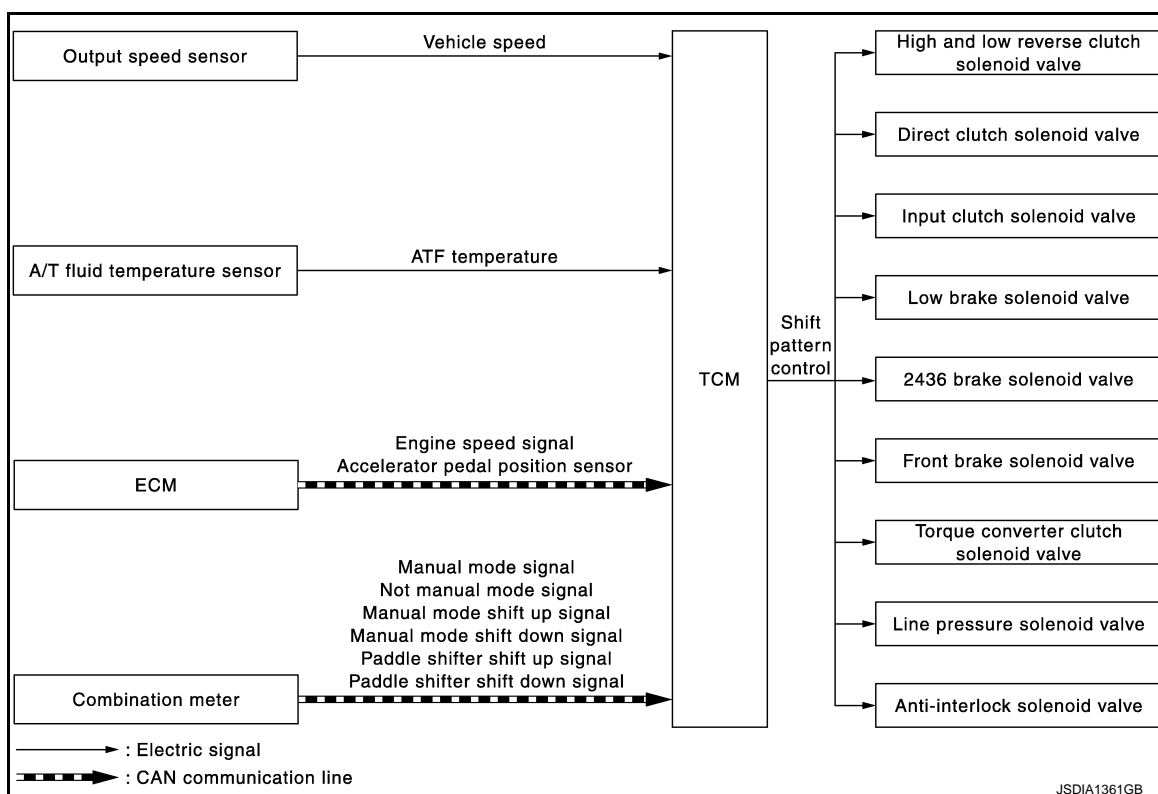 Output speed sensor
Vehicle speed
A/T fluid temperature sensor
ATF temperature
ECM
Engine speed signal
Accelerator pedal position sensor
Combination meter
Manual mode signal
Not manual mode signal
Manual mode shift up signal
Manual mode shift down signal
Paddle shifter shift up signal
Paddle shifter shift down signal
TCM
Shift
pattern
control
High and low reverse clutch
solenoid valve
Direct clutch solenoid valve
Input clutch solenoid valve
Low brake solenoid valve
2436 brake solenoid valve
Front brake solenoid valve
Torque converter clutch
solenoid valve
Line pressure solenoid valve
Anti-interlock solenoid valve
: Electric signal
: CAN communication line
JSDIA1361GB